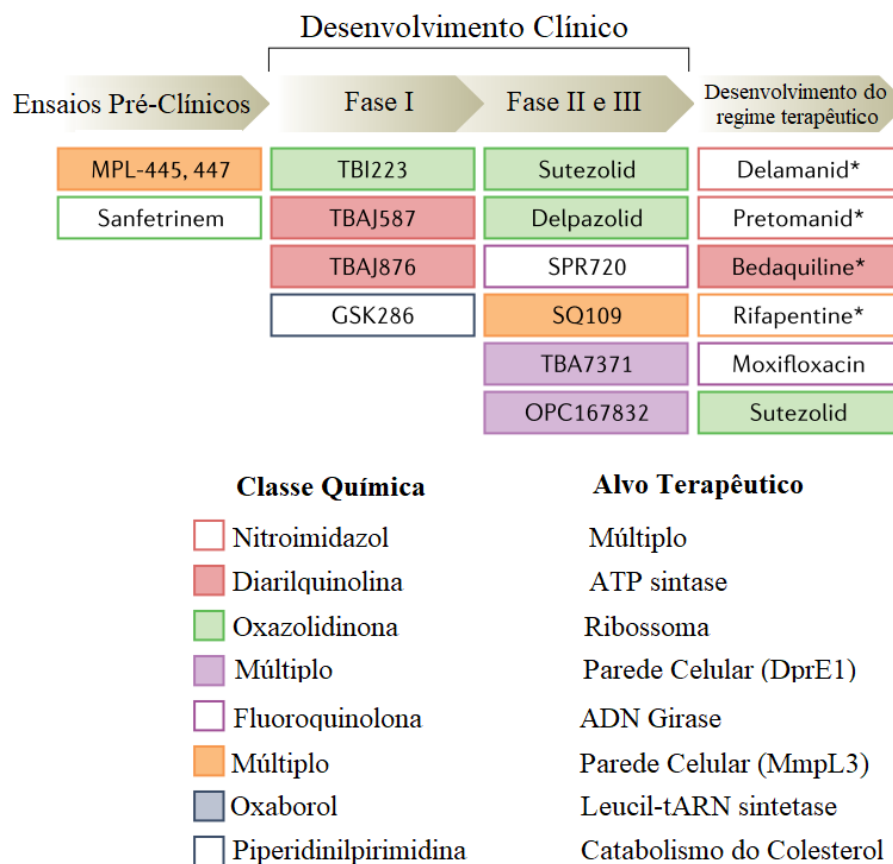 Desenvolvimento Clínico
Ensaios Pré-Clínicos
Fase I
Fase II e III
Desenvolvimento do
regime terapêutico
MPL-445, 447
TBI223
Sutezolid
Delamanid*
Sanfetrinem
TBAJ587
Delpazolid
Pretomanid*
TBAJ876
SPR720
Bedaquiline*
GSK286
SQ109
Rifapentine*
TBA7371
Moxifloxacin
OPC167832
Sutezolid
Classe Química
Alvo Terapêutico
Nitroimidazol
Múltiplo
Diarilquinolina
ATP sintase
Oxazolidinona
Ribossoma
Múltiplo
Parede Celular (DprE1)
Fluoroquinolona
ADN Girase
Múltiplo
Parede Celular (MmpL3)
Oxaborol
Leucil-tARN sintetase
Piperidinilpirimidina
Catabolismo do Colesterol